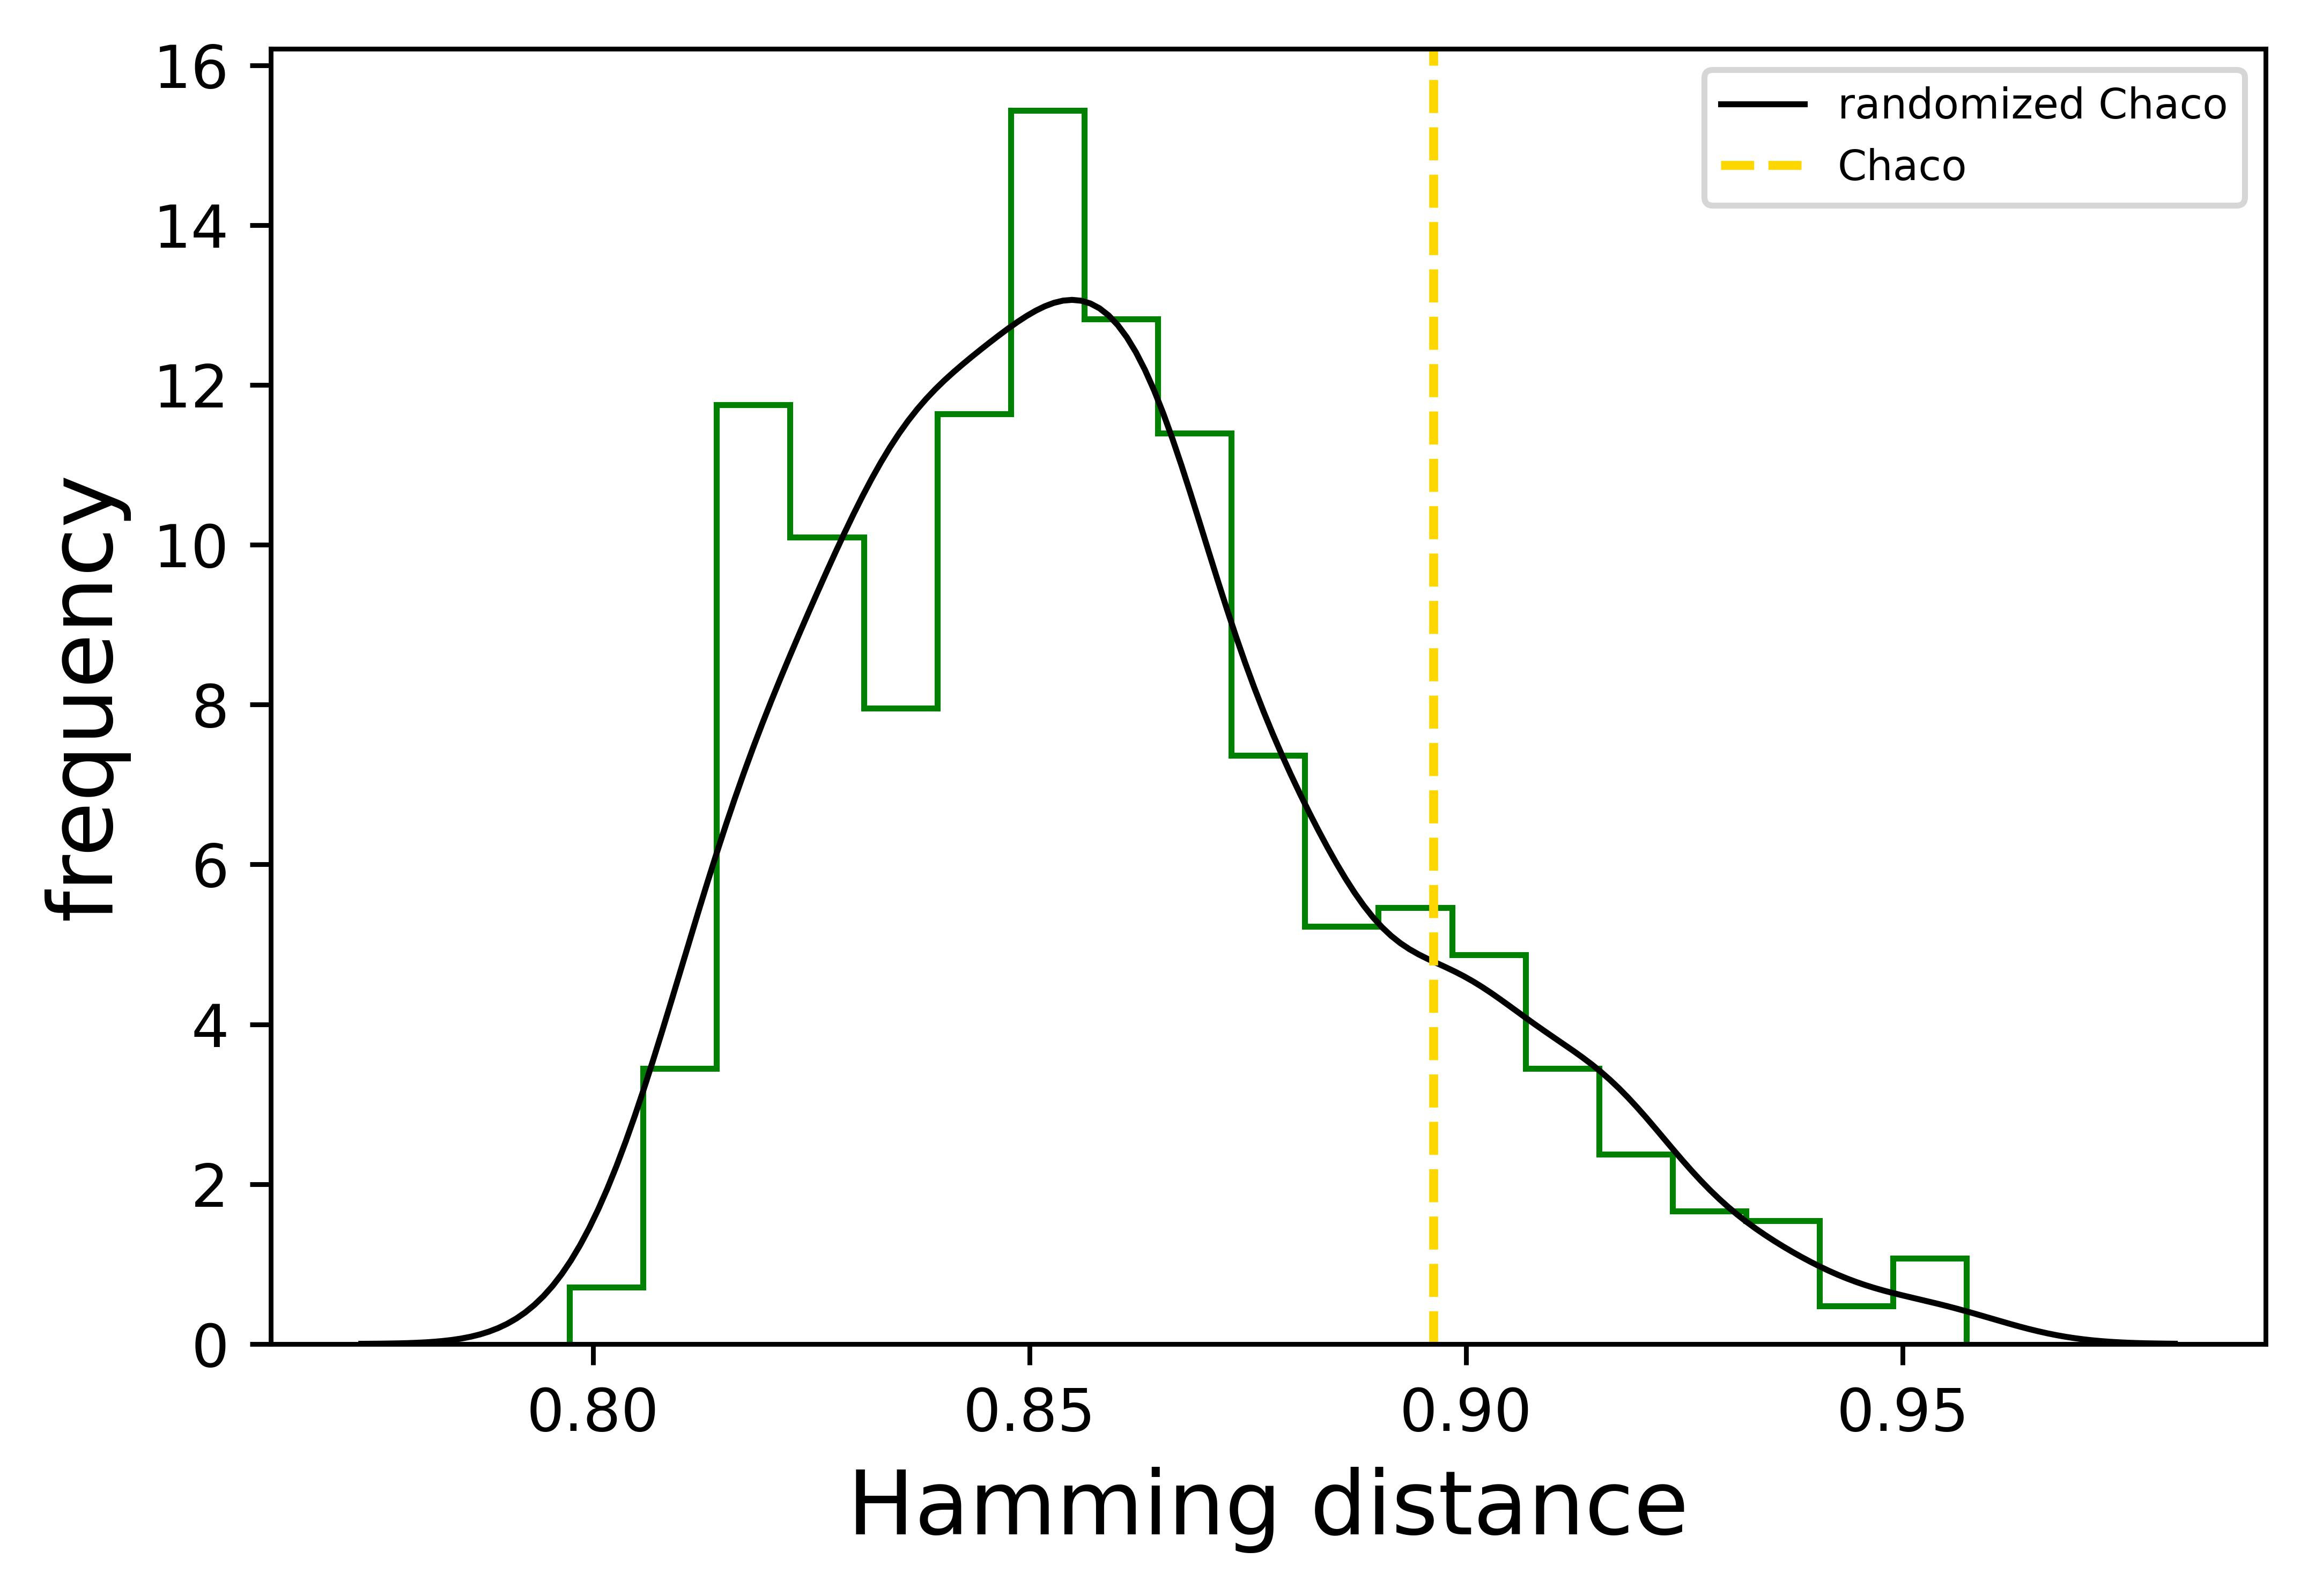 16
14
12
10
8
6
4
2
0
frequency
randomized Chaco
Chaco
0.80 0.85 0.90 0.95
Hamming distance